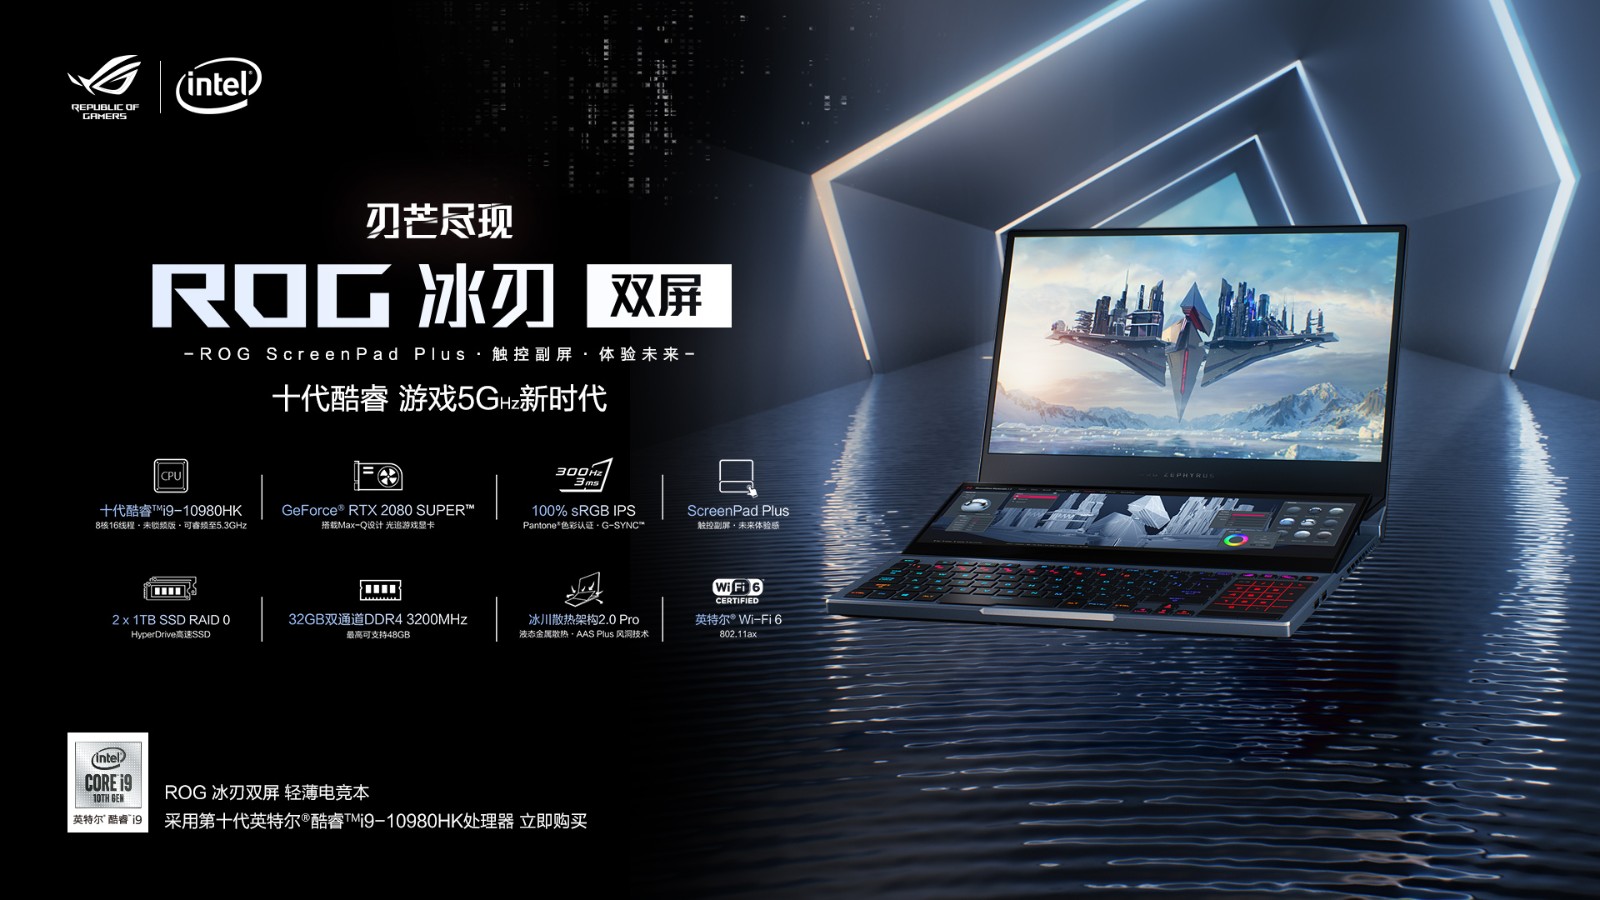 REPUBLIC OF
GAMERS
intel
刃芒尽现
ROG 冰刃 双屏
-ROG ScreenPad Plus·触控副屏·体验未来-
十代酷睿 游戏5GHz新时代
CPU
十代酷睿™i9-10980HK
8核16线程·未锁频版·可睿频至5.3GHz
GeForce® RTX 2080 SUPER™
搭载Max-Q设计 光追游戏显卡
300Hz
3ms
100% sRGB IPS
Pantone®色彩认证·G-SYNC™
ScreenPad Plus
触控副屏·未来体验感
2 x 1TB SSD RAID 0
HyperDrive高速SSD
32GB双通道DDR4 3200MHz
最高可支持48GB
冰川散热架构2.0 Pro
液态金属散热·AAS Plus 风洞技术
Wi Fi 6
CERTIFIED
英特尔® Wi-Fi 6
802.11ax
ROG ZEPHYRUS
intel
CORE i9
10TH GEN
英特尔® 酷睿™ i9
ROG 冰刃双屏 轻薄电竞本
采用第十代英特尔®酷睿™i9-10980HK处理器 立即购买